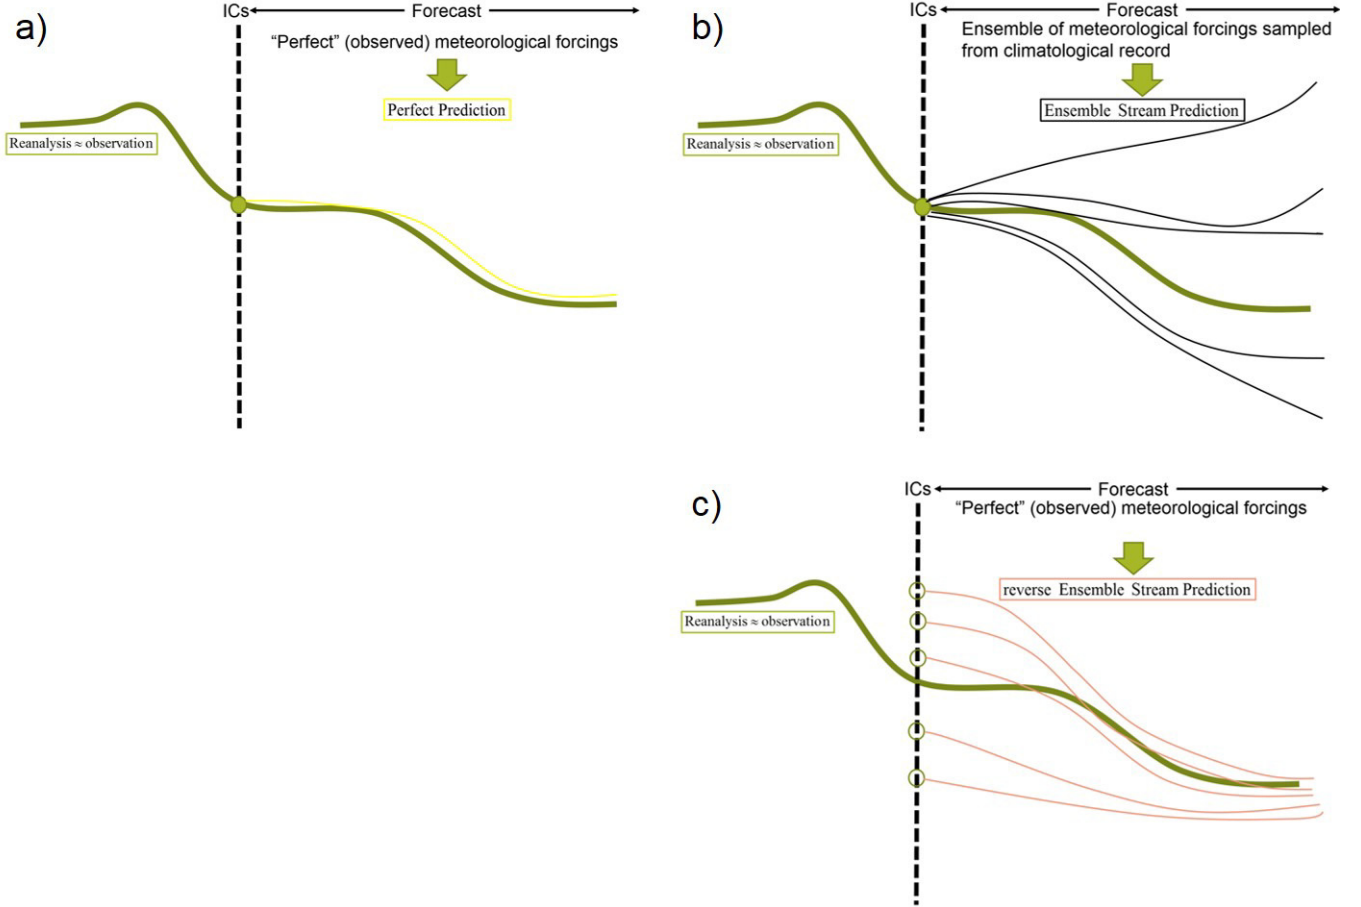 a)
ICs
Forecast
"Perfect" (observed) meteorological forcings
Perfect Prediction
Reanalysis ≈ observation
b)
ICs
Forecast
Ensemble of meteorological forcings sampled
from climatological record
Ensemble Stream Prediction
Reanalysis ≈ observation
c)
ICs
Forecast
"Perfect" (observed) meteorological forcings
reverse Ensemble Stream Prediction
Reanalysis ≈ observation